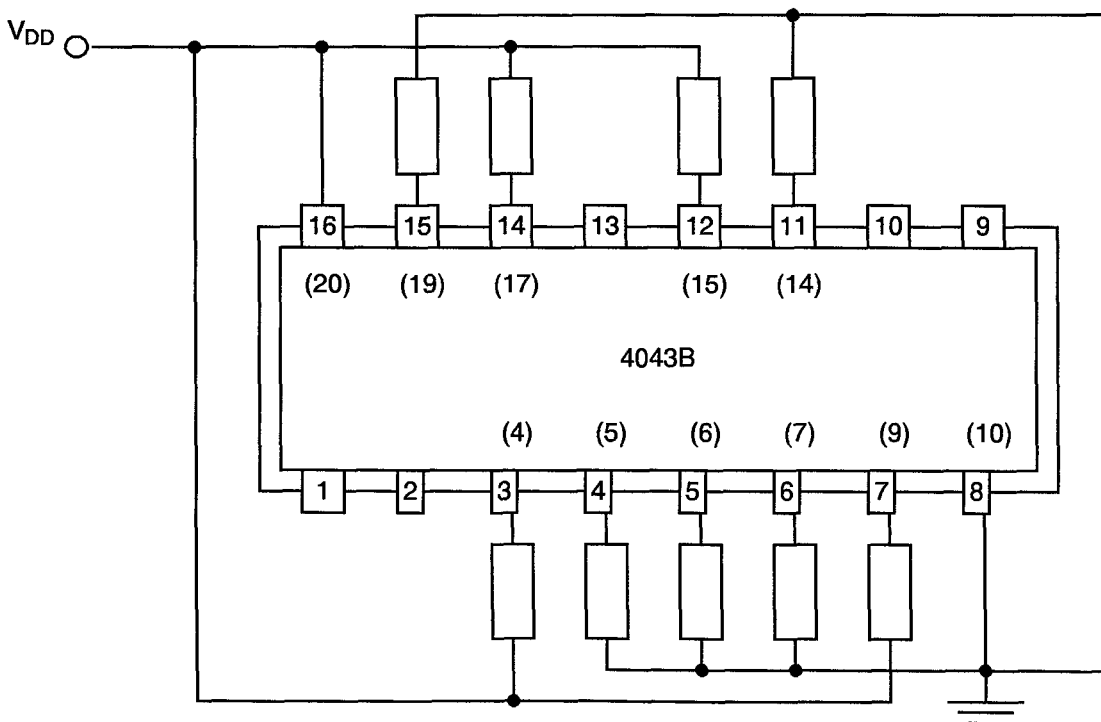 V_DD
16 15 14 13 12 11 10 9
(20) (19) (17) (15) (14)
4043B
(4) (5) (6) (7) (9) (10)
1 2 3 4 5 6 7 8